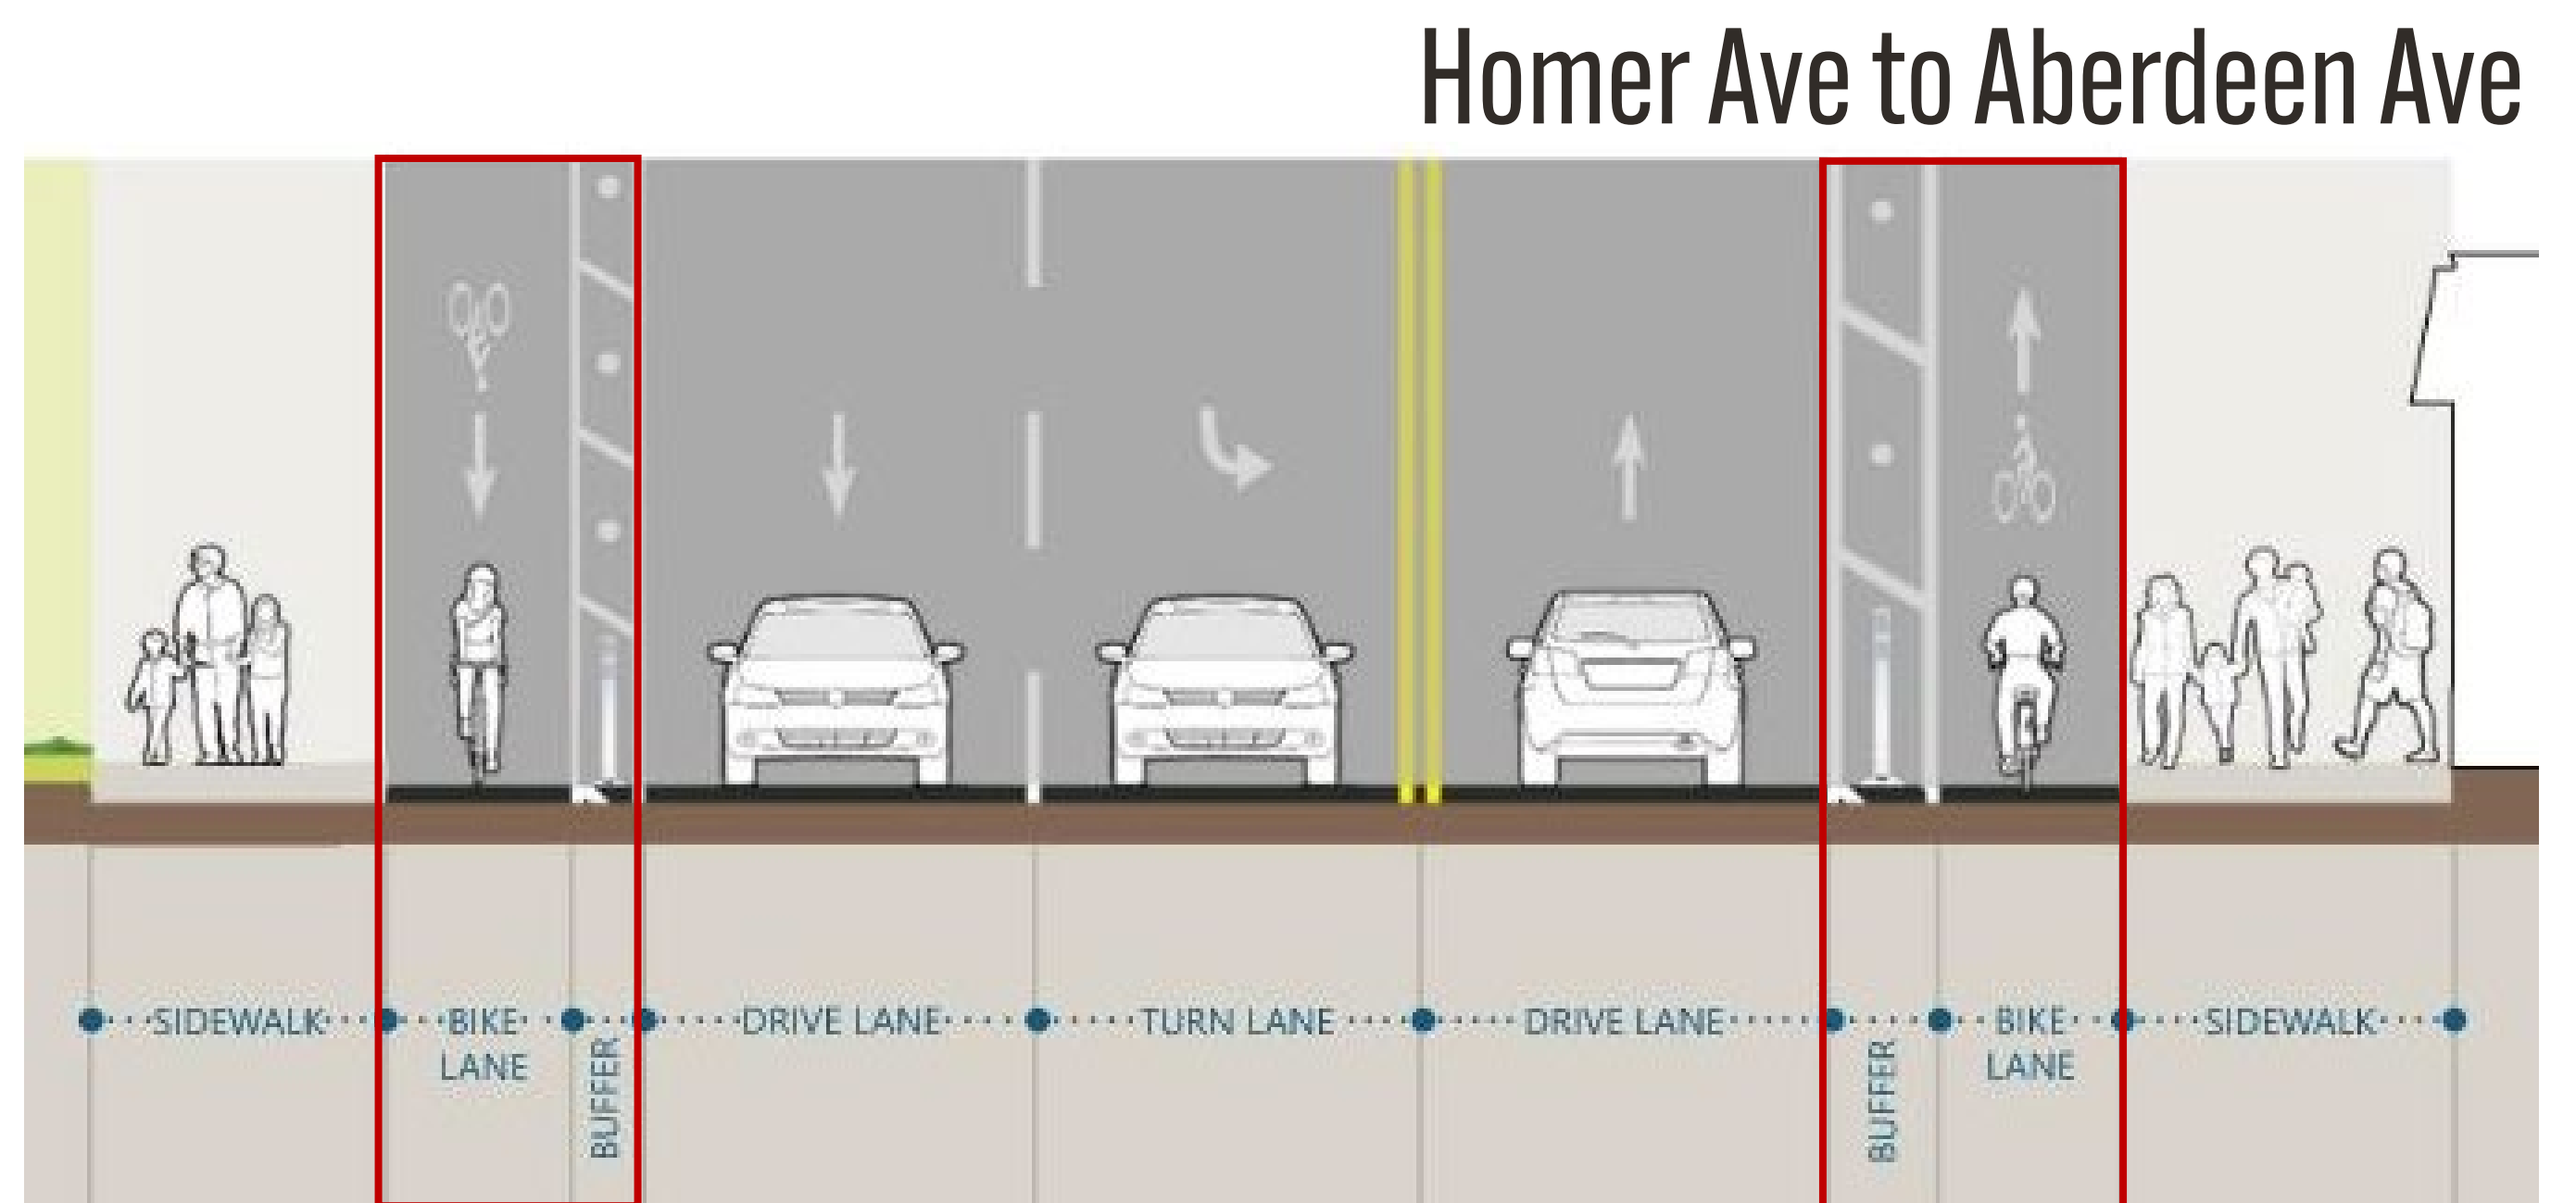 Homer Ave to Aberdeen Ave
SIDEWALK
BIKE
LANE
BUFFER
DRIVE LANE
TURN LANE
DRIVE LANE
BUFFER
BIKE
LANE
SIDEWALK